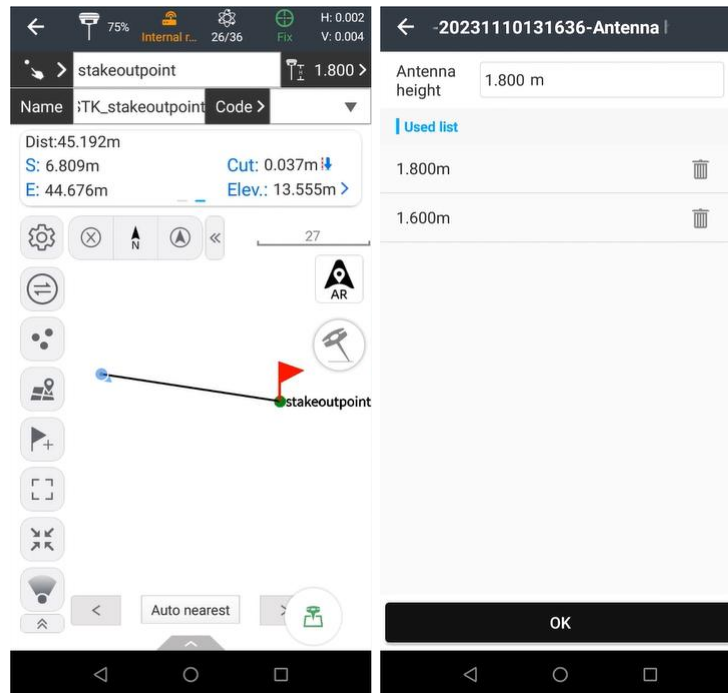 75%
Internal r...
26/36
Fix
H: 0.002
V: 0.004
stakeoutpoint
1.800
Name
STK_stakeoutpoint
Code
Dist:45.192m
S: 6.809m
Cut: 0.037m
E: 44.676m
Elev.: 13.555m
N
27
AR
stakeoutpoint
Auto nearest
-20231110131636-Antenna
Antenna height
1.800 m
Used list
1.800m
1.600m
OK